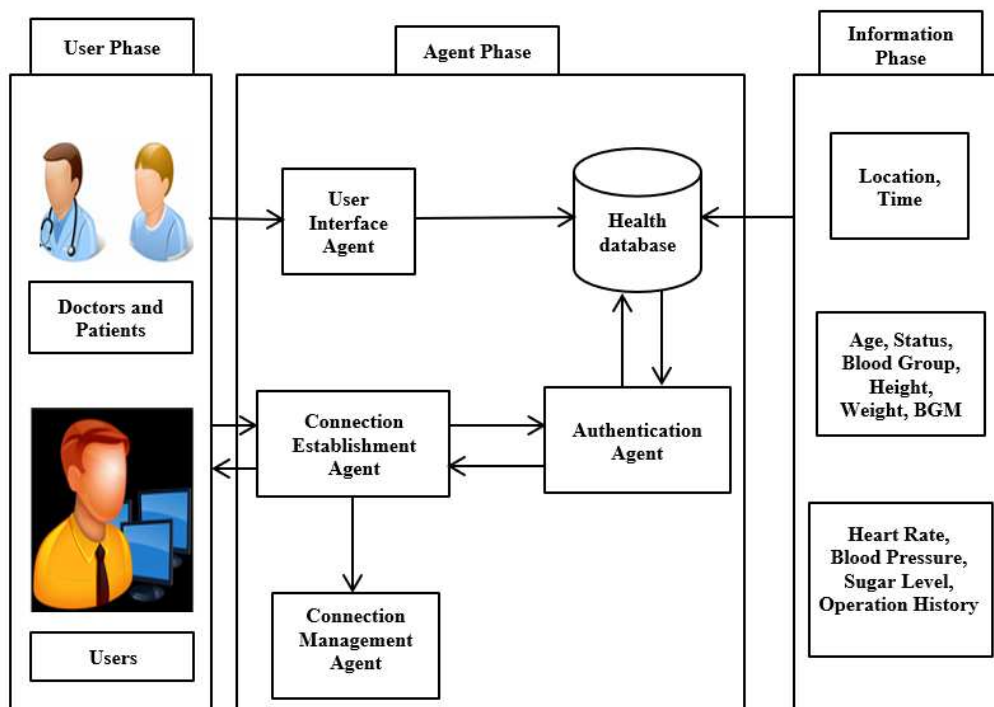 User Phase
Doctors and
Patients
Users
Agent Phase
User
Interface
Agent
Health
database
Connection
Establishment
Agent
Authentication
Agent
Connection
Management
Agent
Information
Phase
Location,
Time
Age, Status,
Blood Group,
Height,
Weight, BGM
Heart Rate,
Blood Pressure,
Sugar Level,
Operation History